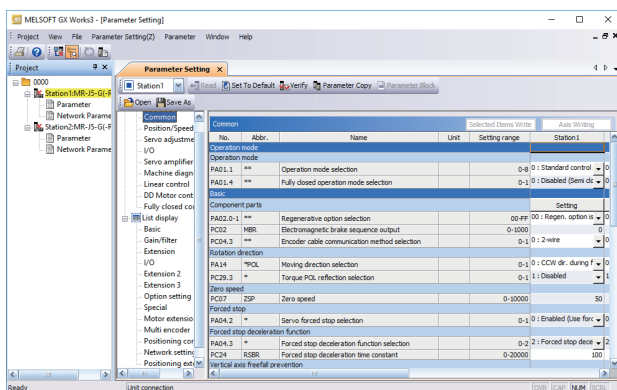 MELSOFT GX Works3 - [Parameter Setting]
Project View File Parameter Setting(Z) Parameter Window Help
Project
Parameter Setting
0000
Station1:MR-J5-G(-R
Parameter
Network Parame
Station2:MR-J5-G(-R
Parameter
Network Parame
Station1 Read Set To Default Verify Parameter Copy Parameter Block
Open Save As
Common
Position/Speed
Servo adjustme
I/O
Servo amplifier
Machine diagn
Linear control
DD Motor cont
Fully closed co
List display
Basic
Gain/filter
Extension
I/O
Extension 2
Extension 3
Option setting
Special
Motor extensio
Multi encoder
Positioning cor
Network setting
Positioning ext
Common Selected Items Write Axis Writing
No. Abbr. Name Unit Setting range Station1
Operation mode
Operation mode
PA01.1 ** Operation mode selection 0-8 0 : Standard control
PA01.4 ** Fully closed operation mode selection 0-1 0 : Disabled (Semi
Basic
Component parts Setting
PA02.0-1 ** Regenerative option selection 00-FF 00 : Regen. option is
PC02 MBR Electromagnetic brake sequence output 0-1000 0
PC04.3 ** Encoder cable communication method selection 0-1 0 : 2-wire
Rotation direction
PA14 *POL Moving direction selection 0-1 0 : CCW dir. during f
PC29.3 * Torque POL reflection selection 0-1 1 : Disabled
Zero speed
PC07 ZSP Zero speed 0-10000 50
Forced stop
PA04.2 * Servo forced stop selection 0-1 0 : Enabled (Use forc
Forced stop deceleration function
PA04.3 * Forced stop deceleration function selection 0-2 2 : Forced stop dece
PC24 RSBR Forced stop deceleration time constant 0-20000 100
Vertical axis freefall prevention
Ready Unit connection OVR CAP NUM SCRL